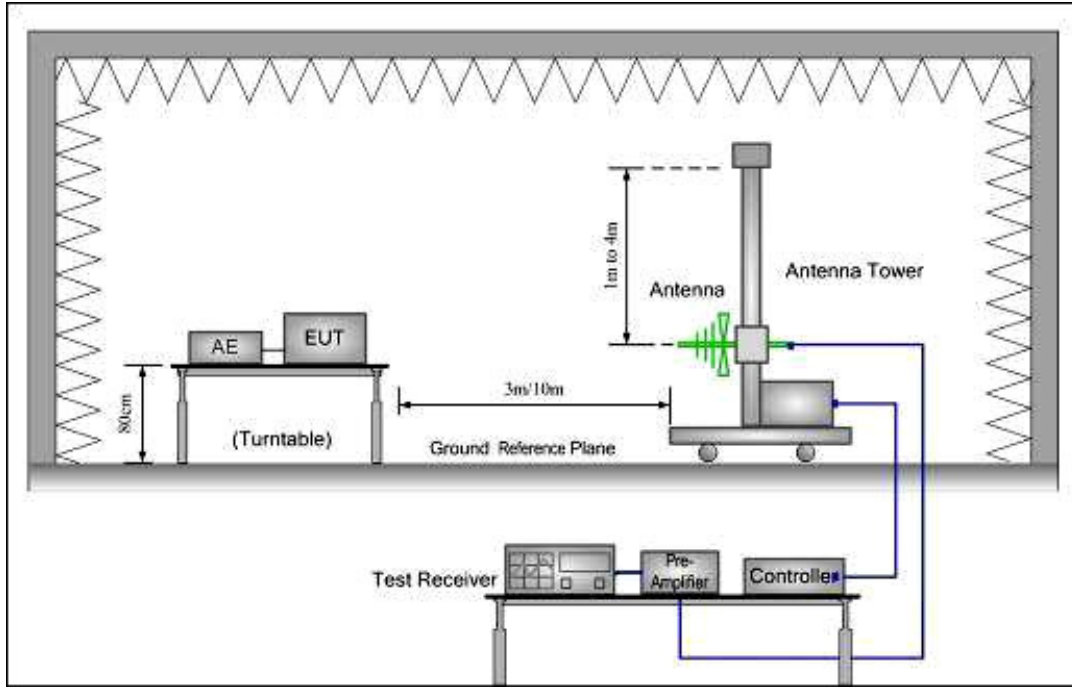 1m to 4m
Antenna Tower
Antenna
AE
EUT
3m/10m
80cm
(Turntable)
Ground Reference Plane
Test Receiver
Pre-
Amplifier
Controller